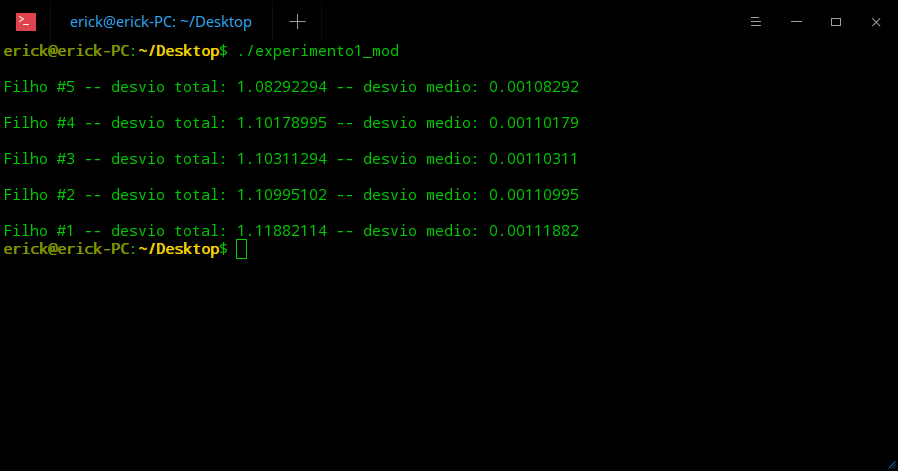 erick@erick-PC: ~/Desktop
erick@erick-PC:~/Desktop$ ./experimento1_mod
Filho #5 -- desvio total: 1.08292294 -- desvio medio: 0.00108292
Filho #4 -- desvio total: 1.10178995 -- desvio medio: 0.00110179
Filho #3 -- desvio total: 1.10311294 -- desvio medio: 0.00110311
Filho #2 -- desvio total: 1.10995102 -- desvio medio: 0.00110995
Filho #1 -- desvio total: 1.11882114 -- desvio medio: 0.00111882
erick@erick-PC:~/Desktop$